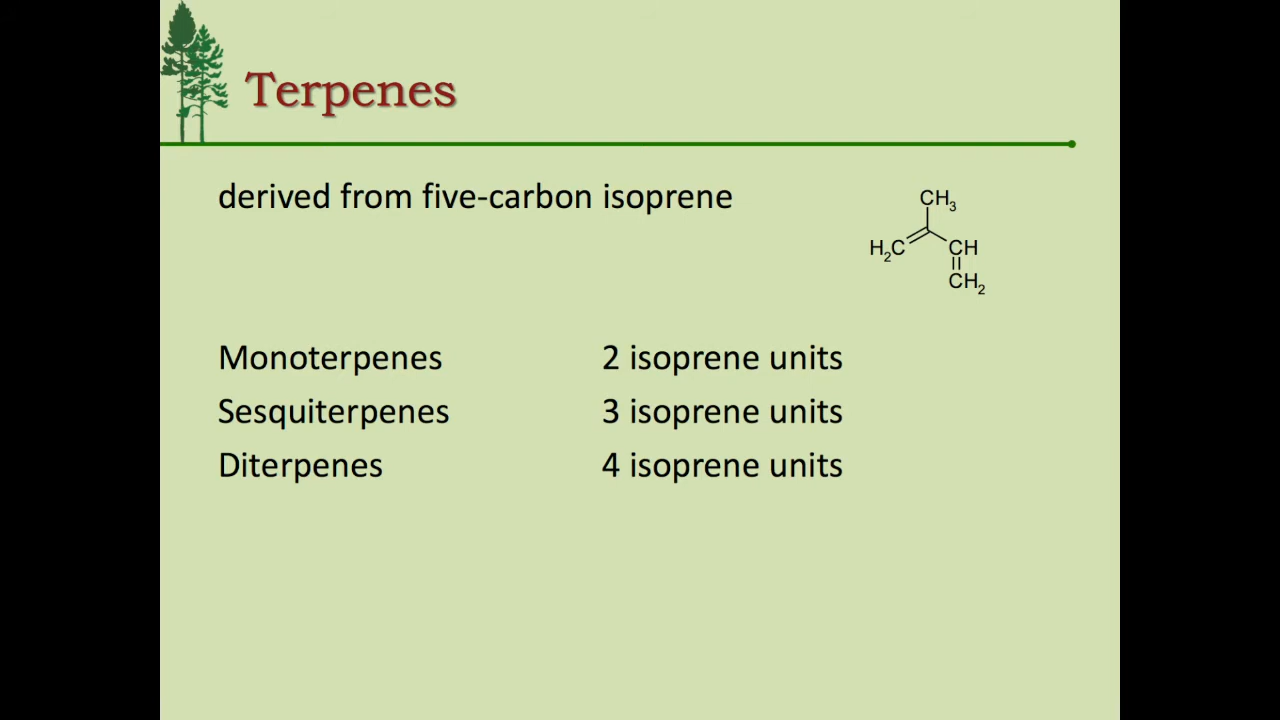 Terpenes
derived from five-carbon isoprene
CH3
H2C CH
CH2
Monoterpenes 2 isoprene units
Sesquiterpenes 3 isoprene units
Diterpenes 4 isoprene units